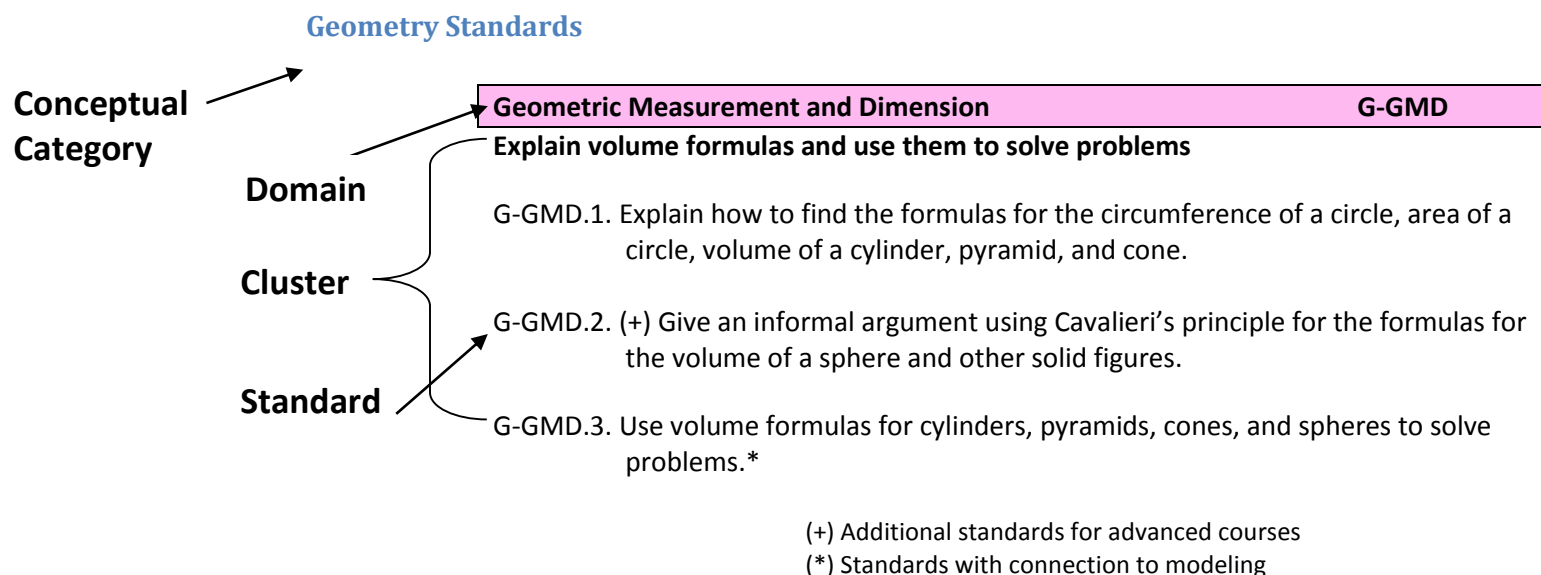 Geometry Standards
Conceptual
Category
Geometric Measurement and Dimension G-GMD
Explain volume formulas and use them to solve problems
Domain
G-GMD.1. Explain how to find the formulas for the circumference of a circle, area of a
circle, volume of a cylinder, pyramid, and cone.
Cluster
G-GMD.2. (+) Give an informal argument using Cavalieri’s principle for the formulas for
the volume of a sphere and other solid figures.
Standard
G-GMD.3. Use volume formulas for cylinders, pyramids, cones, and spheres to solve
problems.*
(+) Additional standards for advanced courses
(*) Standards with connection to modeling